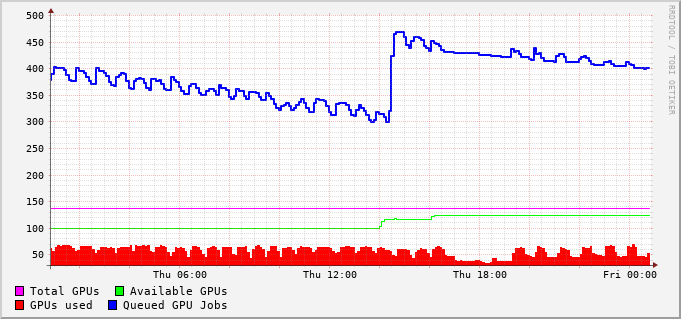 500
450
400
350
300
250
200
150
100
50
Thu 06:00 Thu 12:00 Thu 18:00 Fri 00:00
Total GPUs Available GPUs
GPUs used Queued GPU Jobs
RRDTOOL / TOBI OETIKER